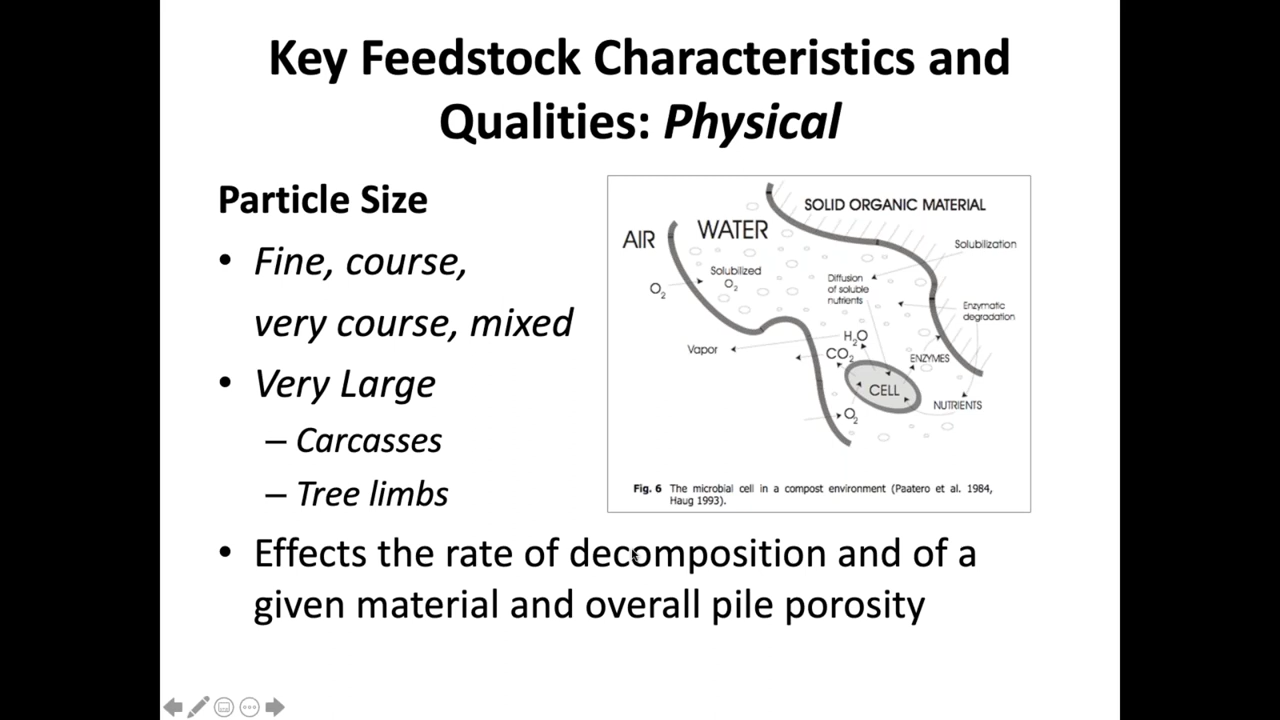 Key Feedstock Characteristics and
Qualities: Physical
Particle Size
• Fine, course,
very course, mixed
• Very Large
– Carcasses
– Tree limbs
• Effects the rate of decomposition and of a
given material and overall pile porosity
SOLID ORGANIC MATERIAL
WATER
AIR
Solubilization
Solubilized
O2
Diffusion
of soluble
nutrients
O2
Enzymatic
degradation
H2O
Vapor
CO2
ENZYMES
CELL
NUTRIENTS
O2
Fig. 6 The microbial cell in a compost environment (Paatero et al. 1984,
Haug 1993).